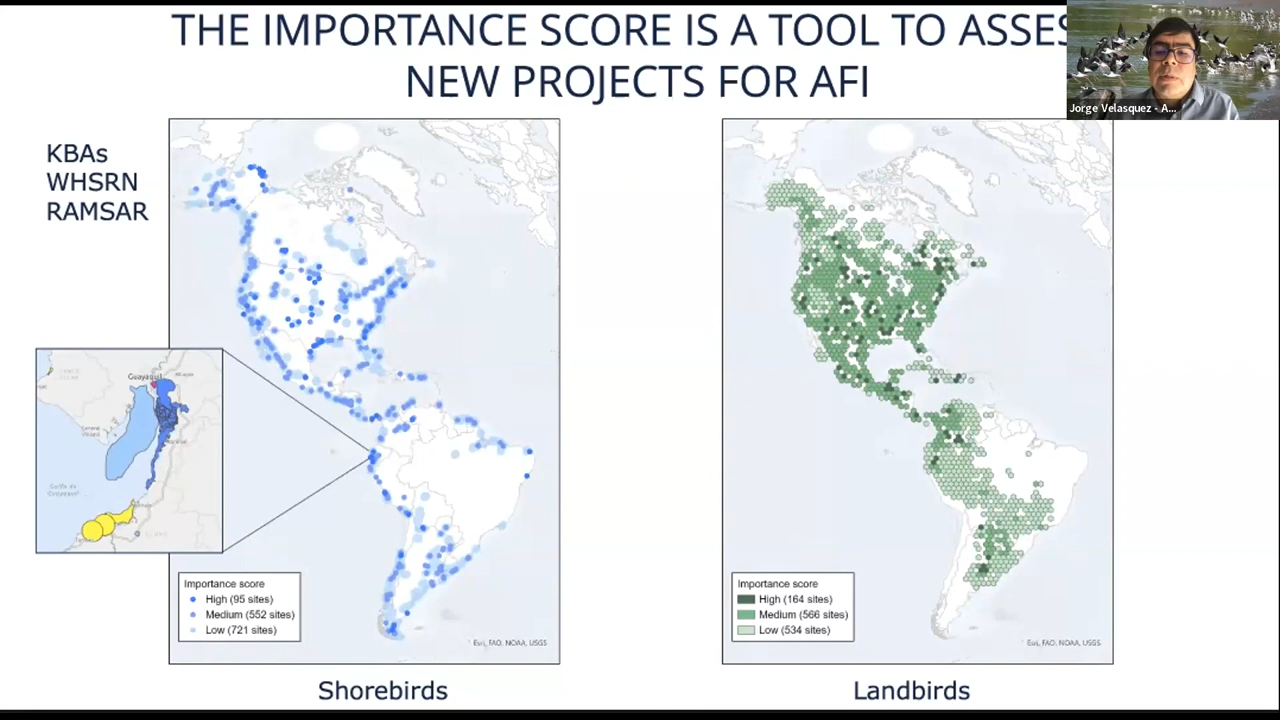 THE IMPORTANCE SCORE IS A TOOL TO ASSES
NEW PROJECTS FOR AFI
Jorge Velasquez - A...
KBAs
WHSRN
RAMSAR
Guayaquil
Importance score
High (95 sites)
Medium (552 sites)
Low (721 sites)
Esri, FAO, NOAA, USGS
Shorebirds
Importance score
High (164 sites)
Medium (566 sites)
Low (534 sites)
Esri, FAO, NOAA, USGS
Landbirds